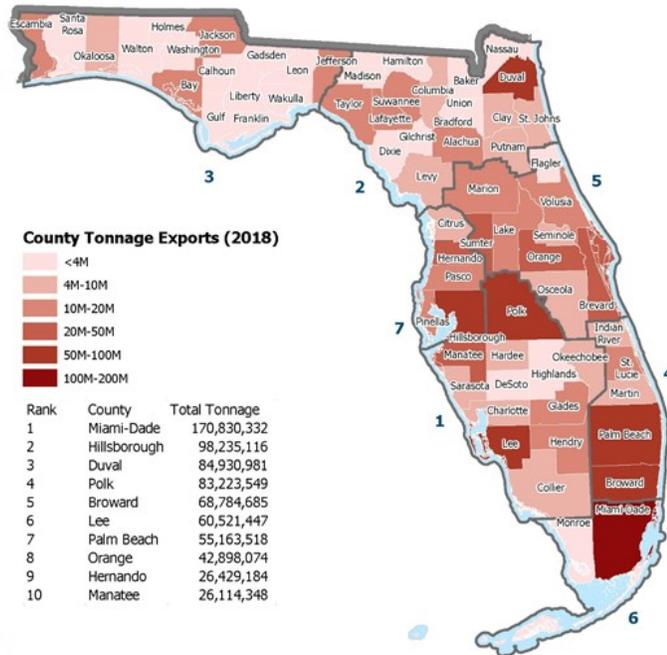 Escambia
Santa
Rosa
Okaloosa
Walton
Holmes
Washington
Jackson
Bay
Calhoun
Gulf
Liberty
Franklin
Gadsden
Leon
Wakulla
Jefferson
Madison
Taylor
Hamilton
Suwannee
Lafayette
Columbia
Dixie
Gilchrist
Levy
Baker
Union
Bradford
Alachua
Nassau
Duval
Clay
St. Johns
Putnam
Flagler
3
2
5
Marion
Volusia
Citrus
Sumter
Lake
Seminole
Hernando
Orange
Pasco
Osceola
Brevard
Polk
Pinellas
Hillsborough
7
Indian
River
Manatee
Hardee
Okeechobee
Highlands
St.
Lucie
4
Sarasota
DeSoto
Martin
1
Charlotte
Glades
Lee
Hendry
Palm Beach
Collier
Broward
Monroe
Miami-Dade
6
County Tonnage Exports (2018)
<4M
4M-10M
10M-20M
20M-50M
50M-100M
100M-200M
Rank County Total Tonnage
1 Miami-Dade 170,830,332
2 Hillsborough 98,235,116
3 Duval 84,930,981
4 Polk 83,223,549
5 Broward 68,784,685
6 Lee 60,521,447
7 Palm Beach 55,163,518
8 Orange 42,898,074
9 Hernando 26,429,184
10 Manatee 26,114,348